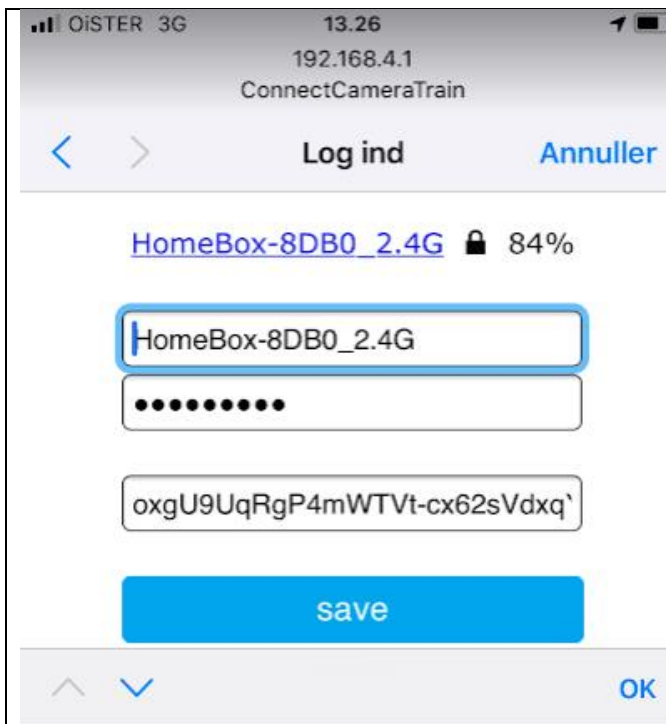 OiSTER 3G 13.26
192.168.4.1
ConnectCameraTrain
Log ind Annuller
HomeBox-8DB0_2.4G 84%
HomeBox-8DB0_2.4G
•••••••••
oxgU9UqRgP4mWTVt-cx62sVdxq
save
OK